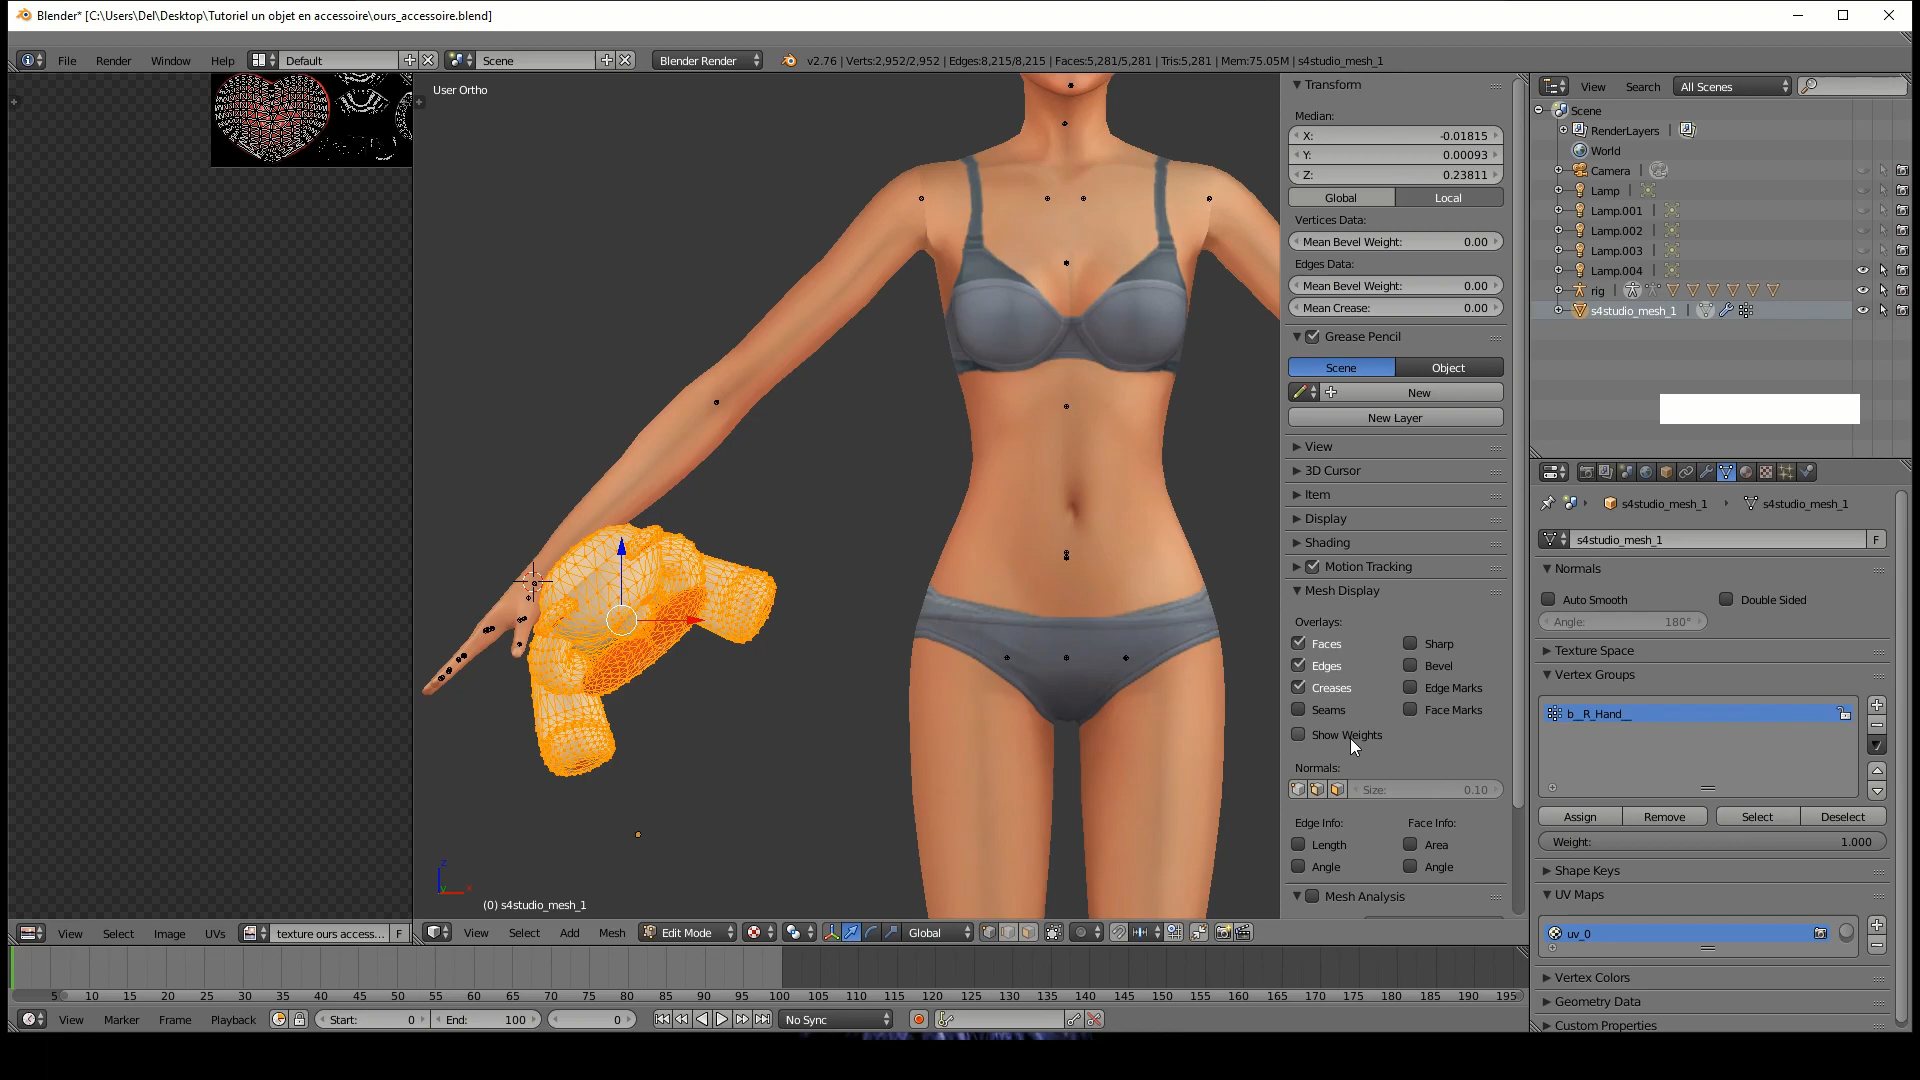 Blender* [C:\Users\Del\Desktop\Tutoriel un objet en accessoire\ours_accessoire.blend]
File Render Window Help Default Scene Blender Render v2.76 | Verts:2,952/2,952 | Edges:8,215/8,215 | Faces:5,281/5,281 | Tris:5,281 | Mem:75.05M | s4studio_mesh_1
User Ortho
(0) s4studio_mesh_1
z
y
x
Transform
Median:
X: -0.01815
Y: 0.00093
Z: 0.23811
Global Local
Vertices Data:
Mean Bevel Weight: 0.00
Edges Data:
Mean Bevel Weight: 0.00
Mean Crease: 0.00
Grease Pencil
Scene Object
New
New Layer
View
3D Cursor
Item
Display
Shading
Motion Tracking
Mesh Display
Overlays:
Faces Sharp
Edges Bevel
Creases Edge Marks
Seams Face Marks
Show Weights
Normals:
Size: 0.10
Edge Info: Face Info:
Length Area
Angle Angle
Mesh Analysis
View Search All Scenes
Scene
RenderLayers |
World
Camera |
Lamp |
Lamp.001 |
Lamp.002 |
Lamp.003 |
Lamp.004 |
rig |
s4studio_mesh_1 |
s4studio_mesh_1 s4studio_mesh_1
s4studio_mesh_1 F
Normals
Auto Smooth Double Sided
Angle: 180°
Texture Space
Vertex Groups
b__R_Hand__
Assign Remove Select Deselect
Weight: 1.000
Shape Keys
UV Maps
uv_0
Vertex Colors
Geometry Data
Custom Properties
View Select Image UVs texture ours access... F
View Select Add Mesh Edit Mode Global
5 10 15 20 25 30 35 40 45 50 55 60 65 70 75 80 85 90 95 100 105 110 115 120 125 130 135 140 145 150 155 160 165 170 175 180 185 190 195
View Marker Frame Playback Start: 0 End: 100 0 No Sync